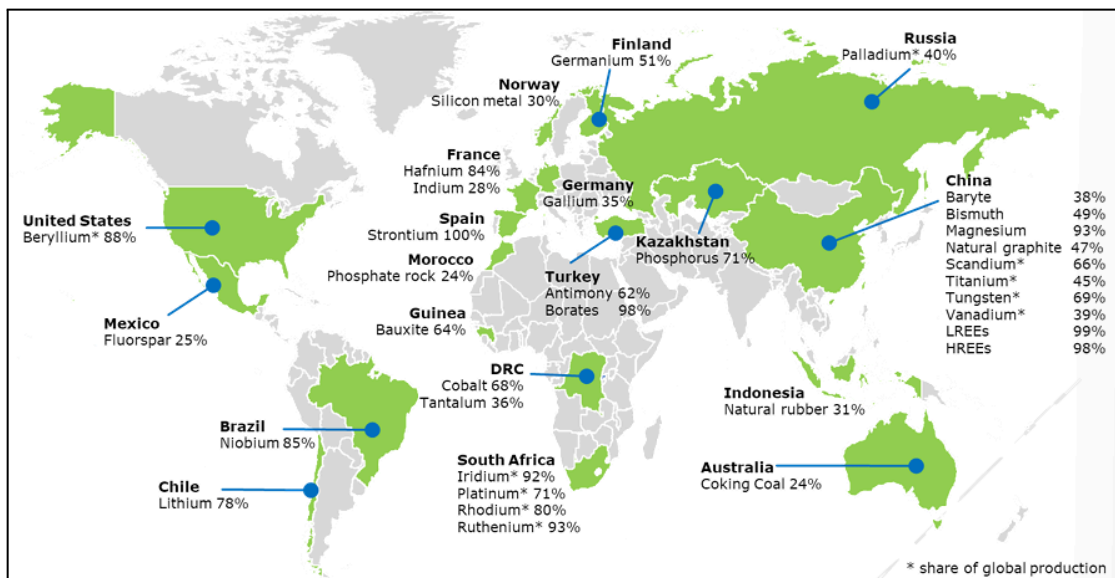 Finland
Germanium 51%
Russia
Palladium* 40%
Norway
Silicon metal 30%
France
Hafnium 84%
Indium 28%
Germany
Gallium 35%
China
Baryte 38%
Bismuth 49%
Magnesium 93%
Natural graphite 47%
Scandium* 66%
Titanium* 45%
Tungsten* 69%
Vanadium* 39%
LREEs 99%
HREEs 98%
United States
Beryllium* 88%
Spain
Strontium 100%
Kazakhstan
Phosphorus 71%
Morocco
Phosphate rock 24%
Turkey
Antimony 62%
Borates 98%
Mexico
Fluorspar 25%
Guinea
Bauxite 64%
DRC
Cobalt 68%
Tantalum 36%
Indonesia
Natural rubber 31%
Brazil
Niobium 85%
South Africa
Iridium* 92%
Platinum* 71%
Rhodium* 80%
Ruthenium* 93%
Australia
Coking Coal 24%
Chile
Lithium 78%
* share of global production